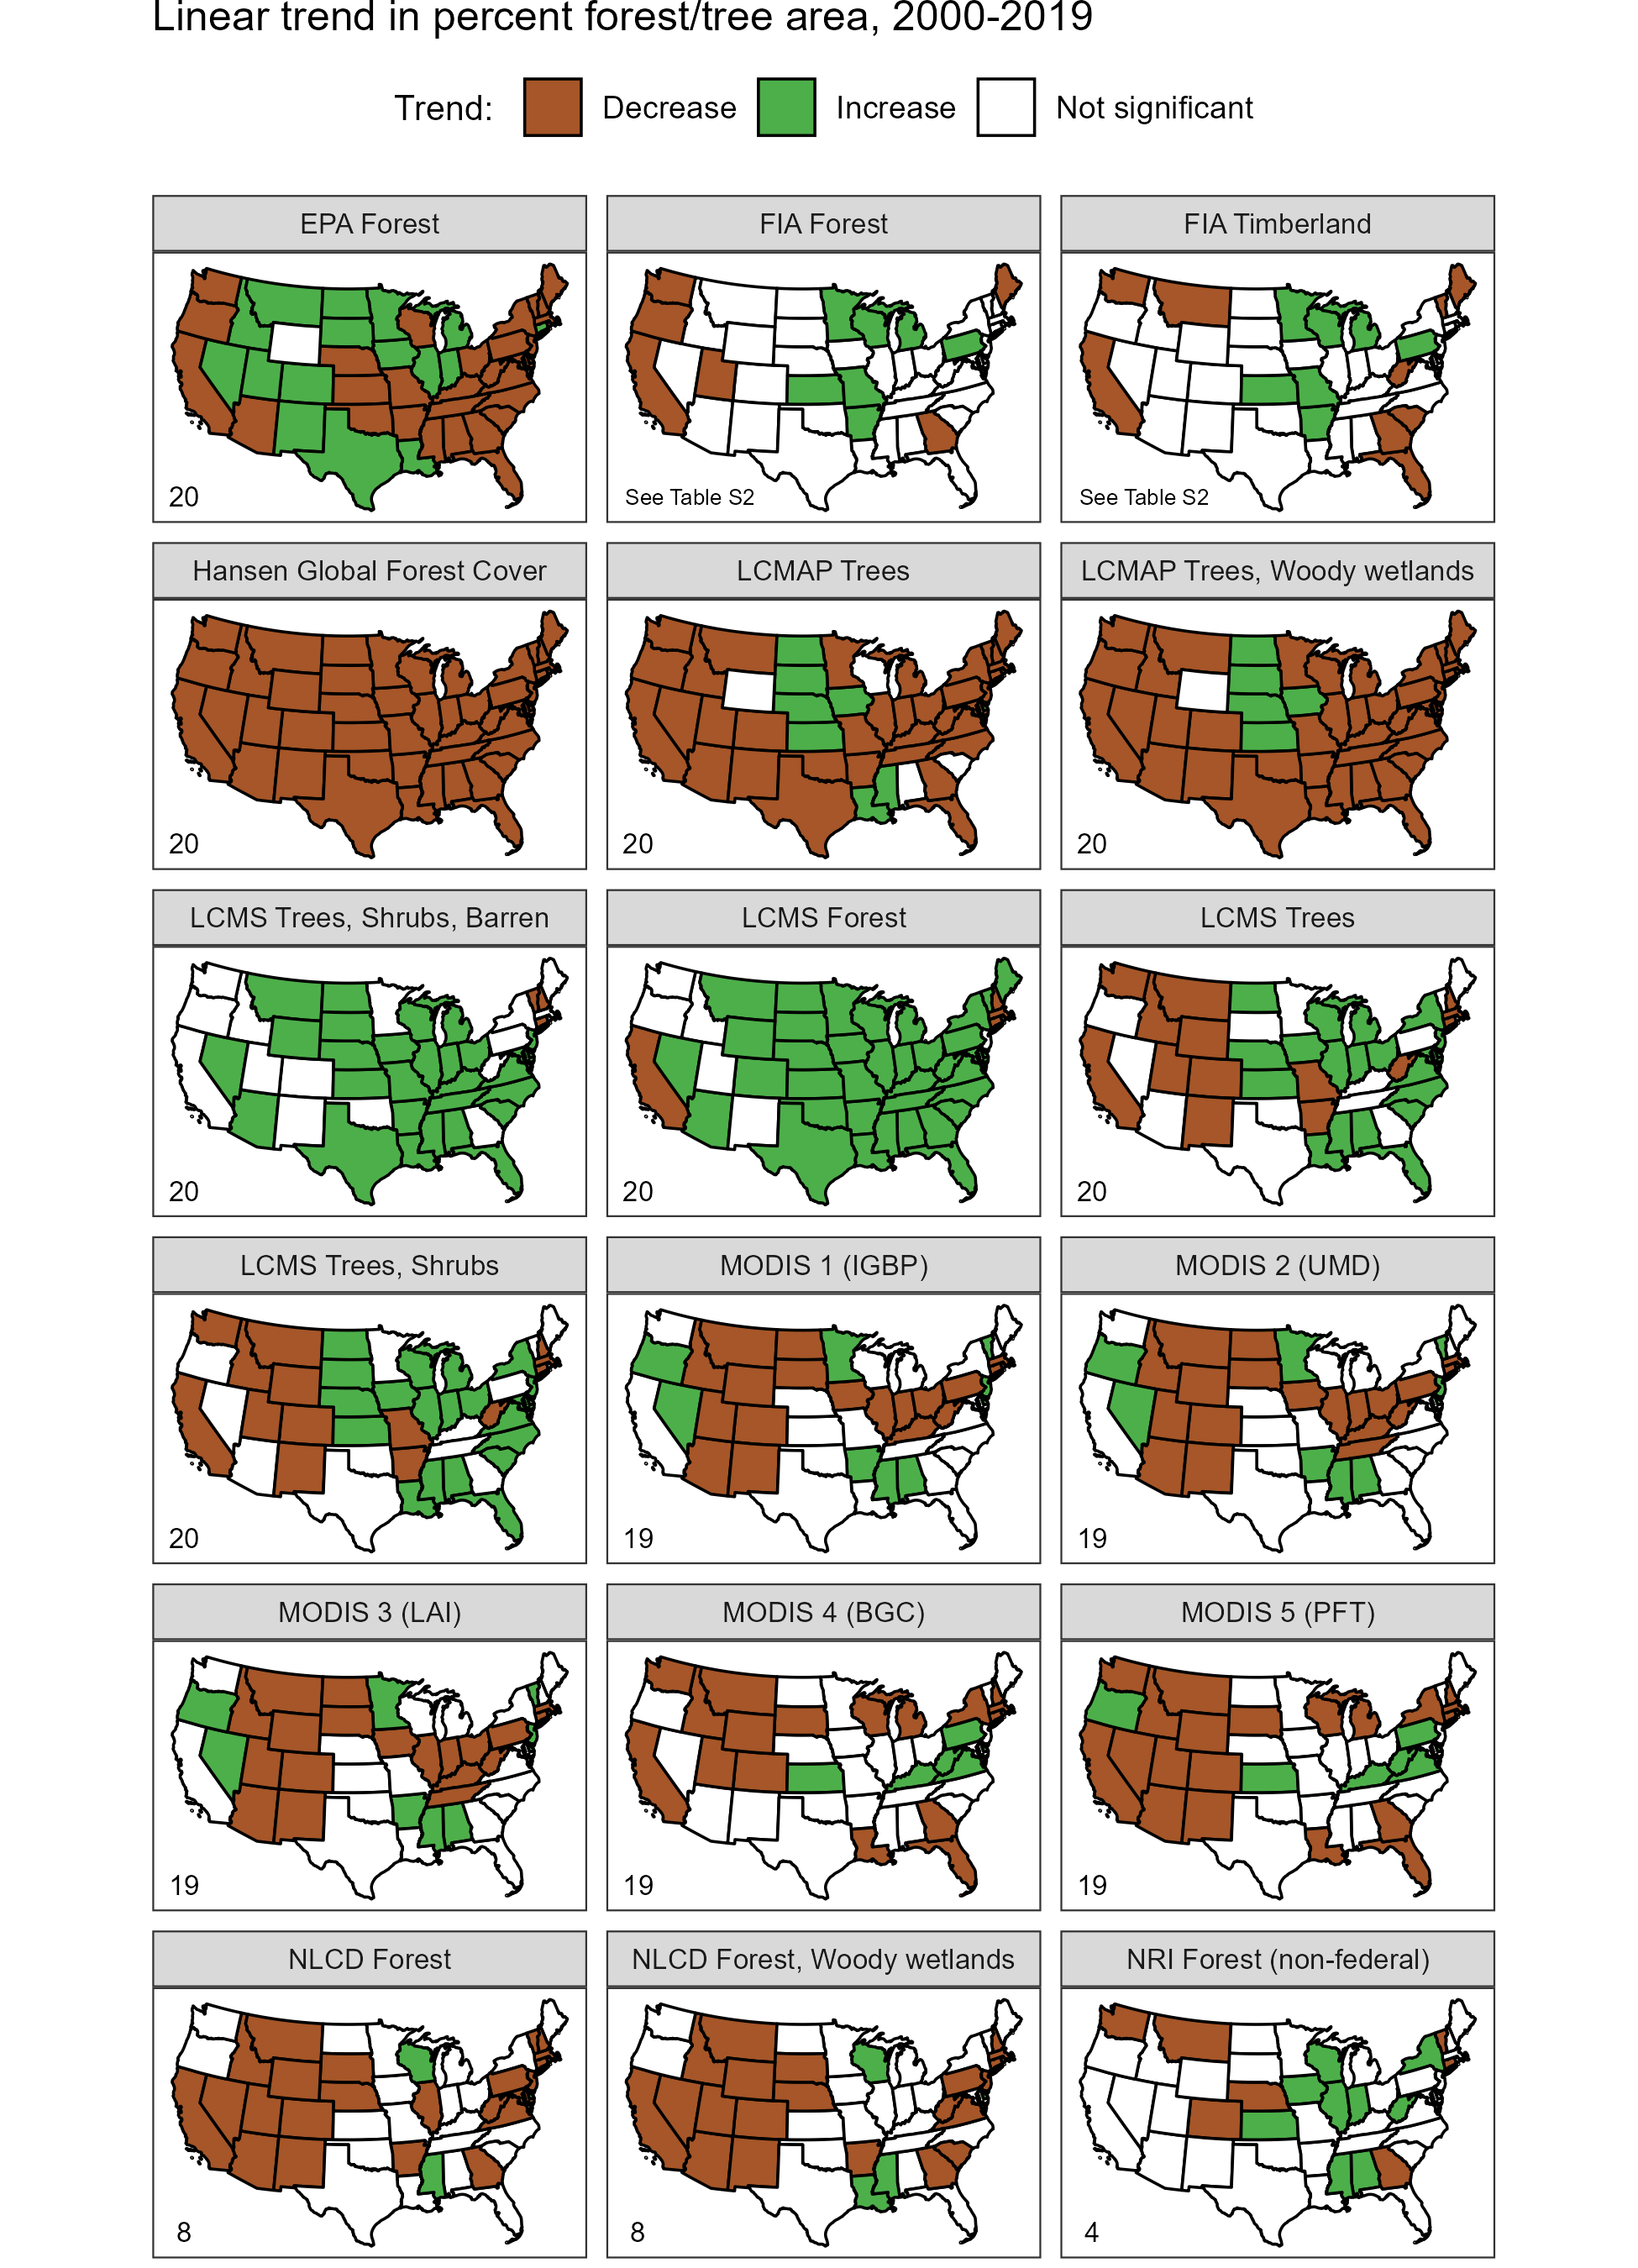 Linear trend in percent forest/tree area, 2000-2019
Trend: Decrease Increase Not significant
EPA Forest FIA Forest FIA Timberland
20 See Table S2 See Table S2
Hansen Global Forest Cover LCMAP Trees LCMAP Trees, Woody wetlands
20 20 20
LCMS Trees, Shrubs, Barren LCMS Forest LCMS Trees
20 20 20
LCMS Trees, Shrubs MODIS 1 (IGBP) MODIS 2 (UMD)
20 19 19
MODIS 3 (LAI) MODIS 4 (BGC) MODIS 5 (PFT)
19 19 19
NLCD Forest NLCD Forest, Woody wetlands NRI Forest (non-federal)
8 8 4